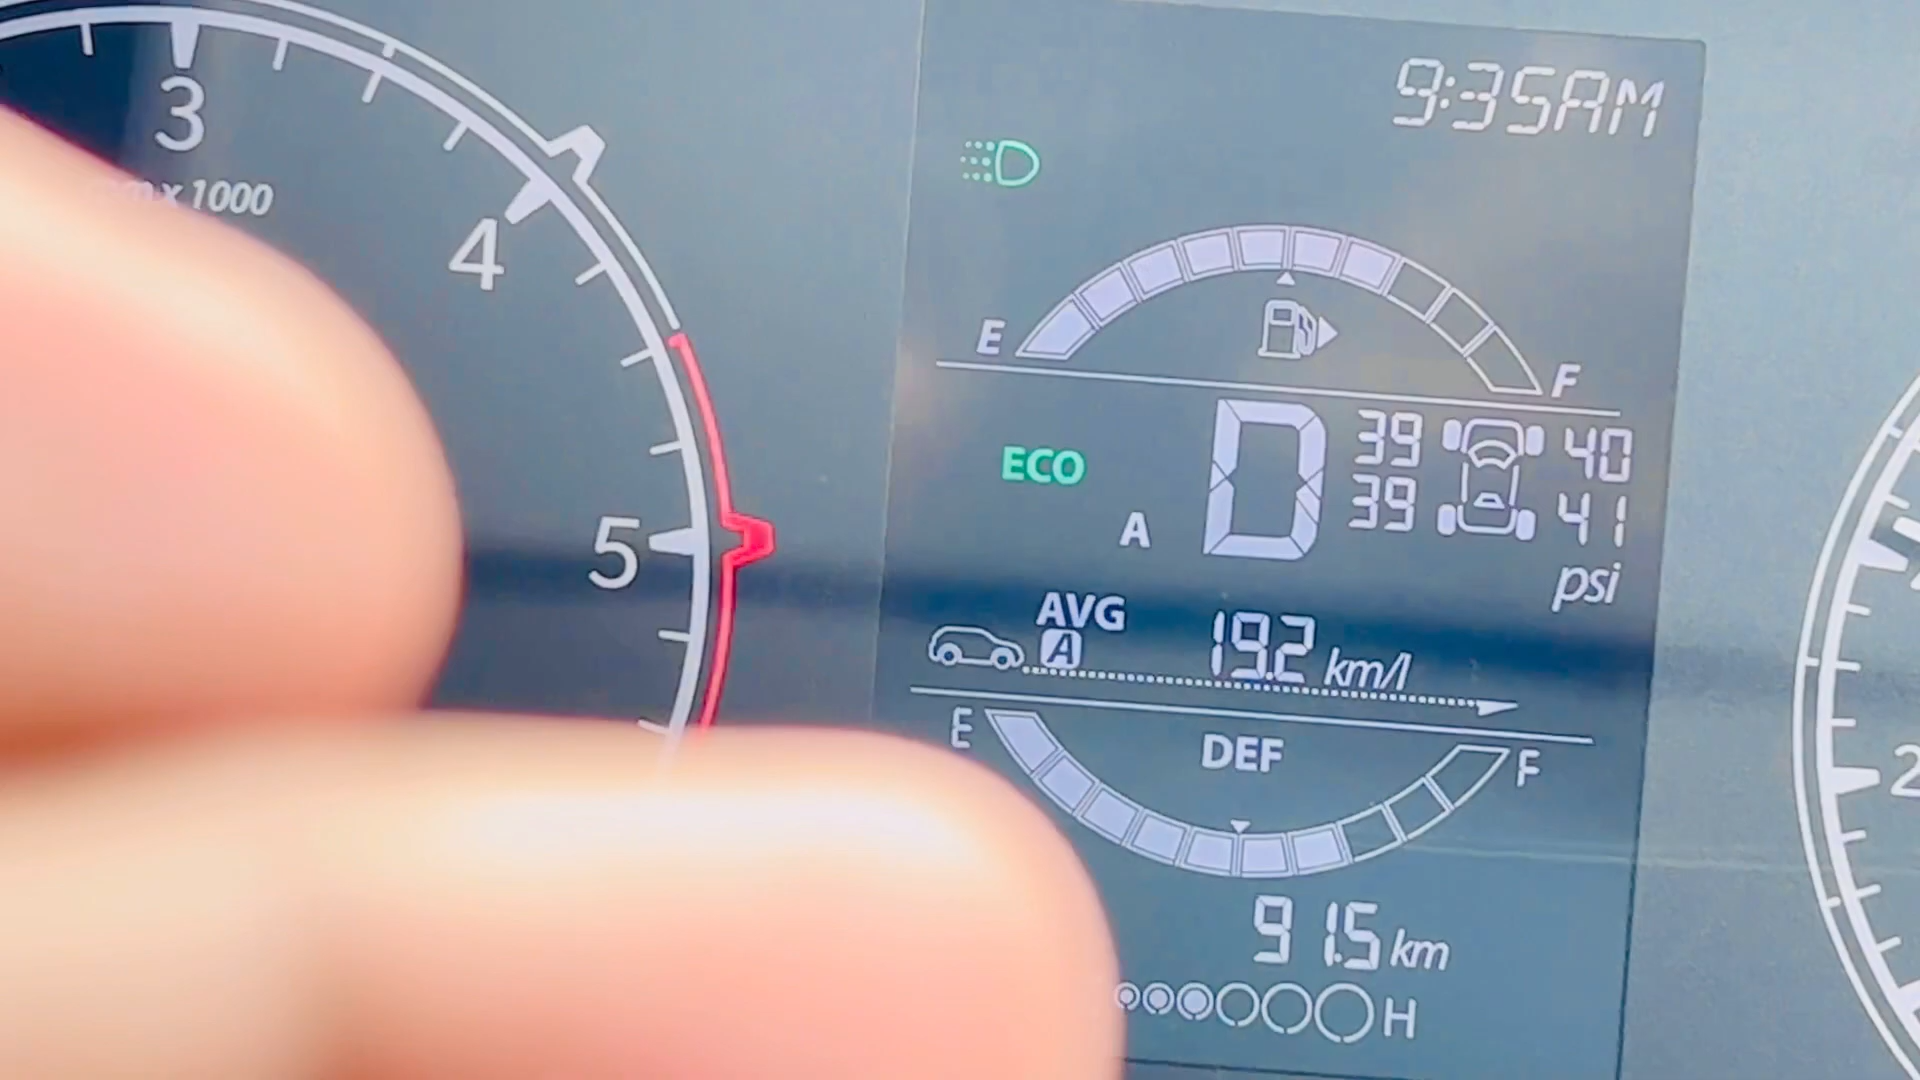 9:35AM
3
x 1000
4
5
E
F
ECO
A
D
39 40
39 41
psi
AVG
A
19.2 km/l
E
DEF
F
91.5 km
H
2